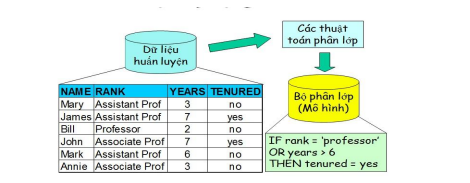 Dữ liệu
huấn luyện
Các thuật
toán phân lớp
NAME RANK YEARS TENURED
Mary Assistant Prof 3 no
James Assistant Prof 7 yes
Bill Professor 2 no
John Associate Prof 7 yes
Mark Assistant Prof 6 no
Annie Associate Prof 3 no
Bộ phân lớp
(Mô hình)
IF rank = 'professor'
OR years > 6
THEN tenured = yes